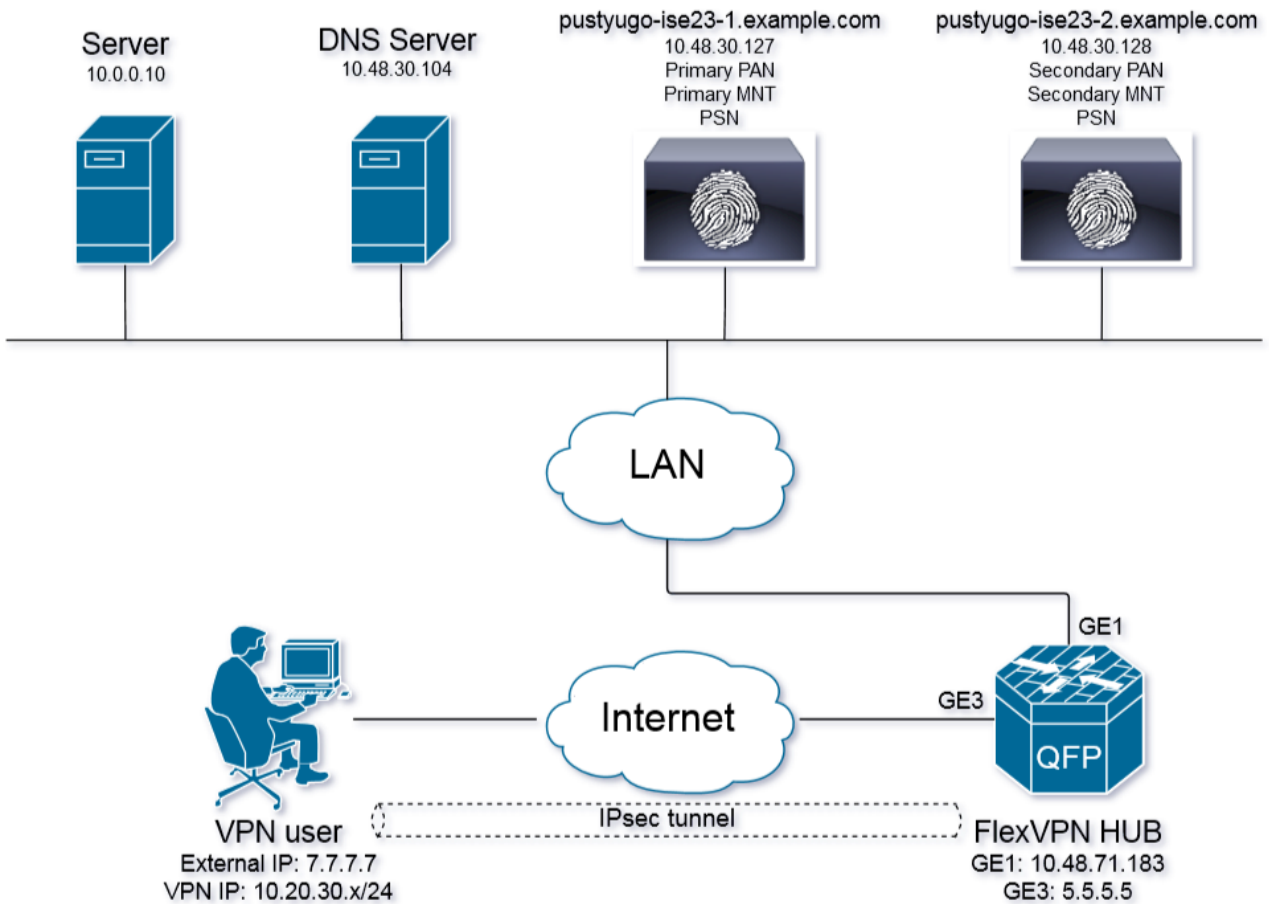 Server
10.0.0.10
DNS Server
10.48.30.104
pustyugo-ise23-1.example.com
10.48.30.127
Primary PAN
Primary MNT
PSN
pustyugo-ise23-2.example.com
10.48.30.128
Secondary PAN
Secondary MNT
PSN
LAN
GE1
GE3
Internet
QFP
IPsec tunnel
VPN user
External IP: 7.7.7.7
VPN IP: 10.20.30.x/24
FlexVPN HUB
GE1: 10.48.71.183
GE3: 5.5.5.5